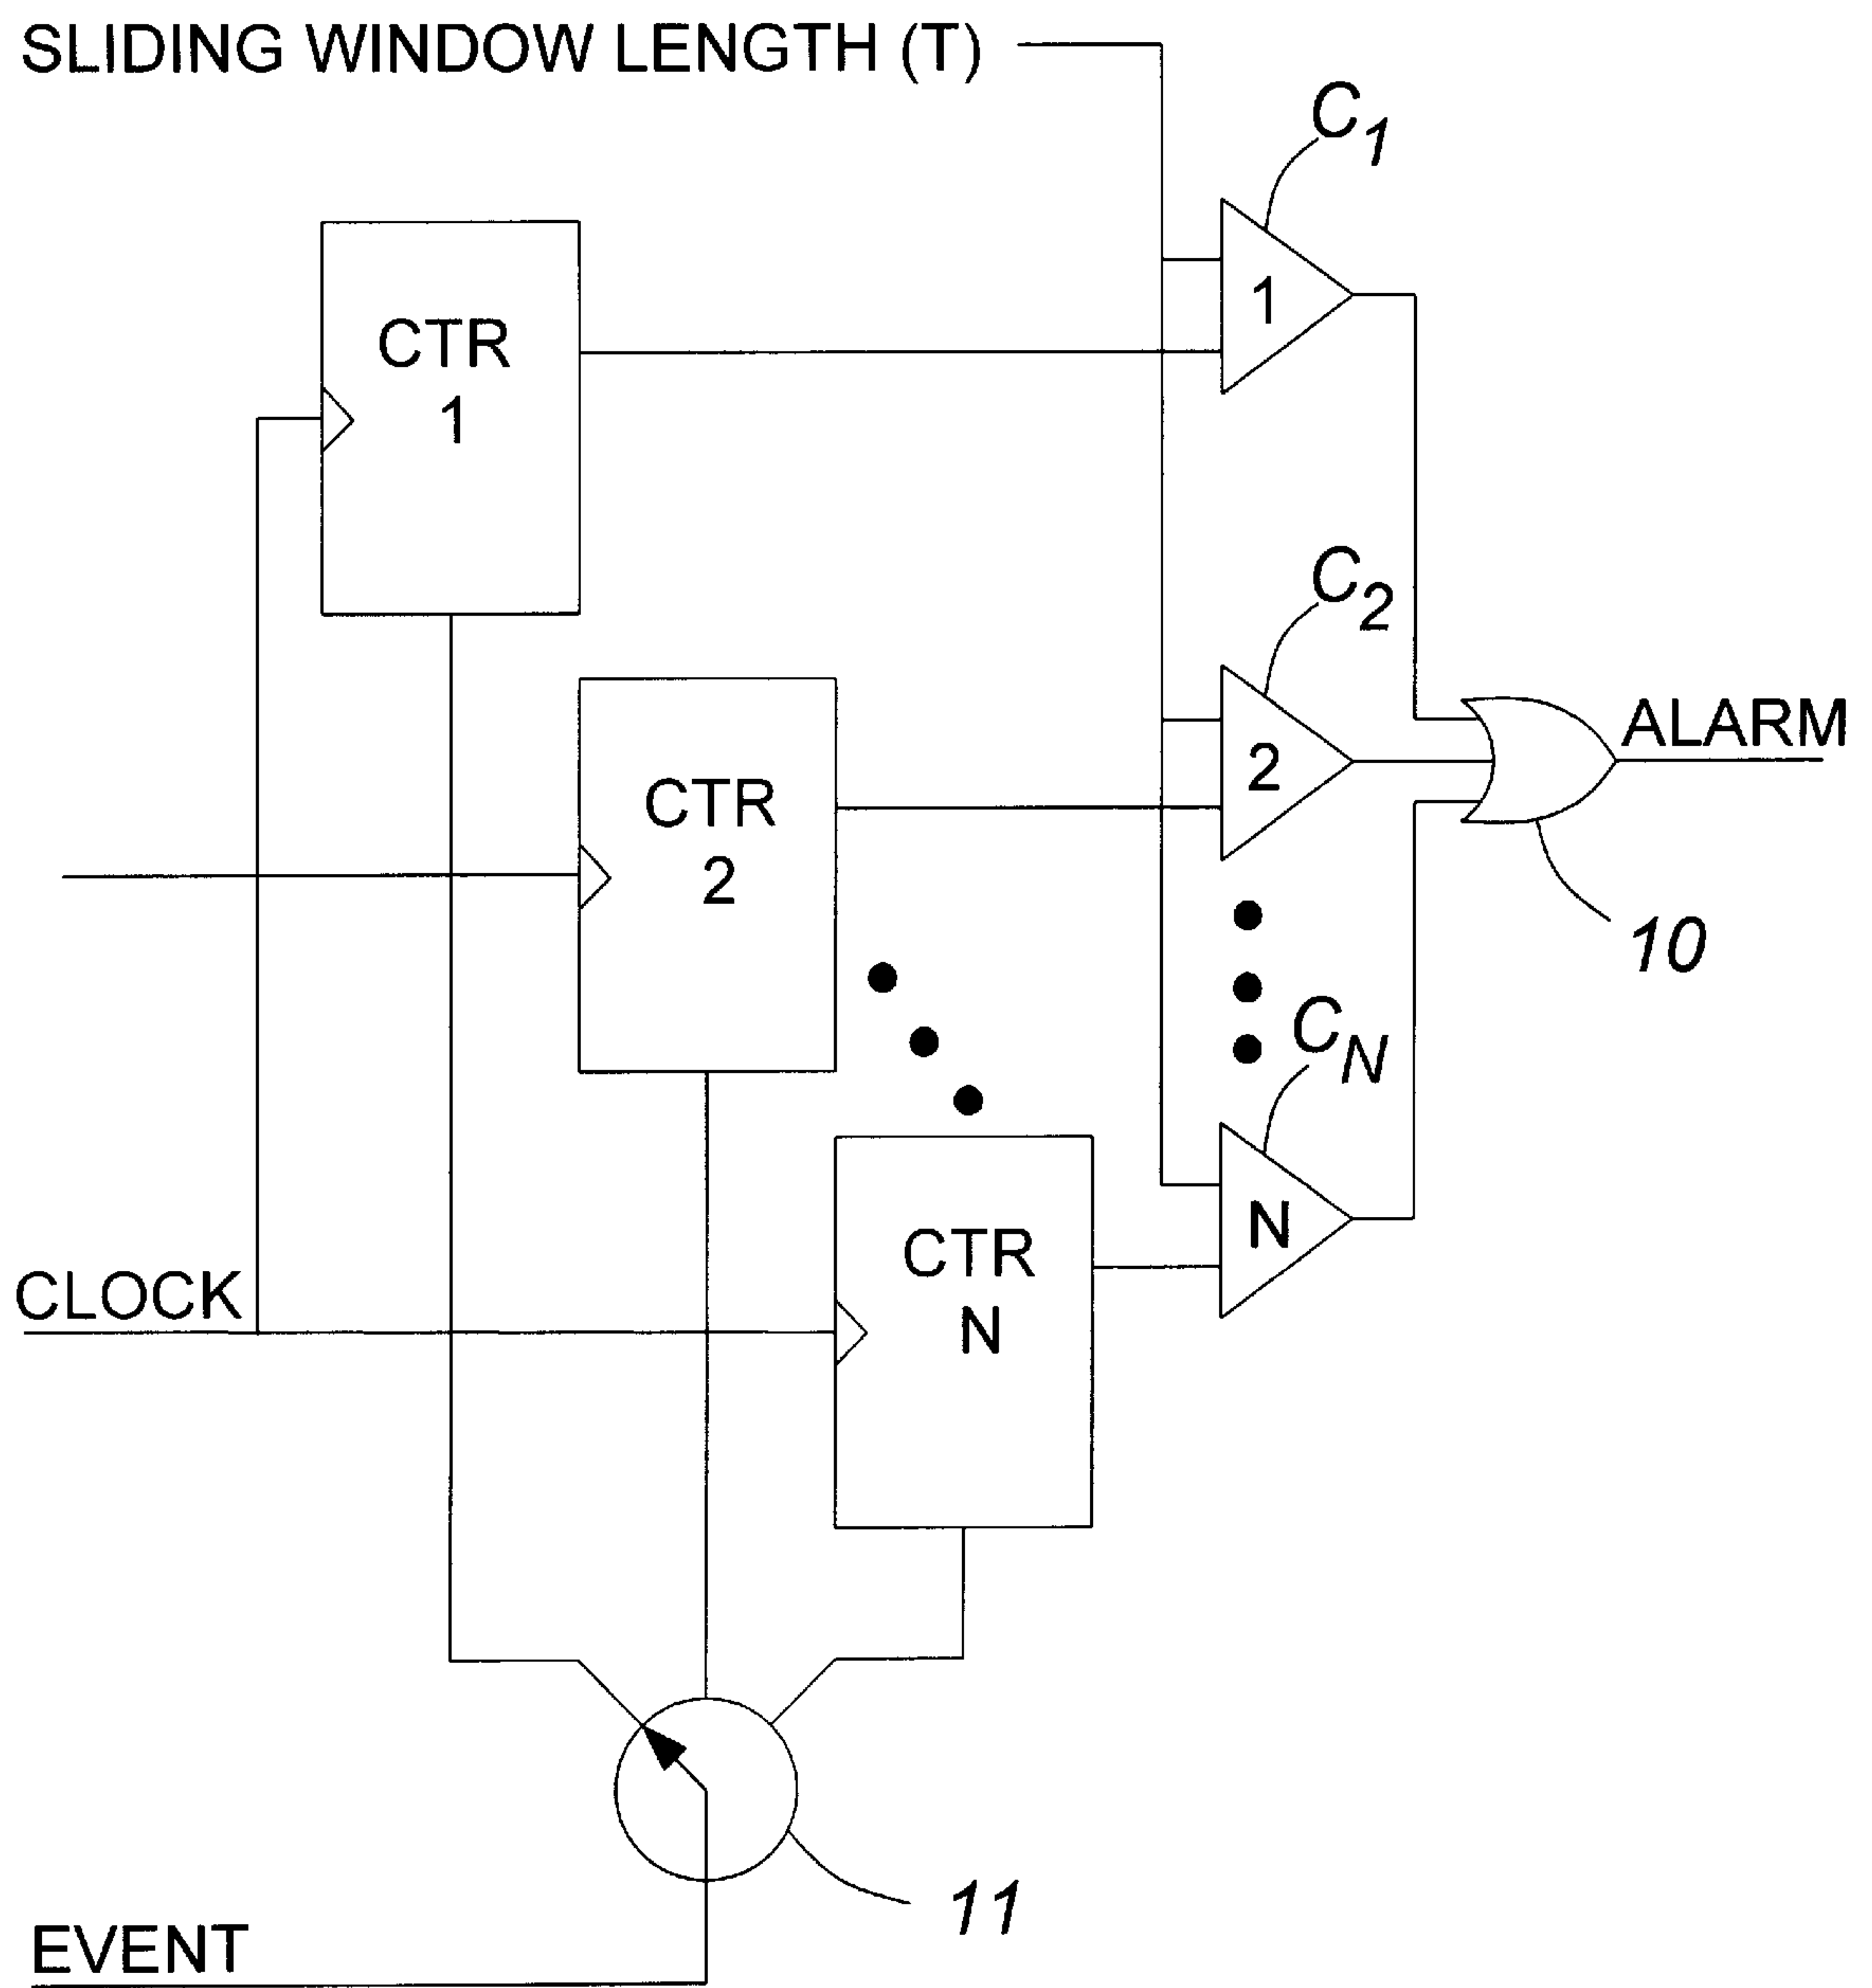 SLIDING WINDOW LENGTH (T)
C1
1
CTR
1
C2
2
ALARM
CTR
2
10
CN
N
CTR
N
CLOCK
11
EVENT